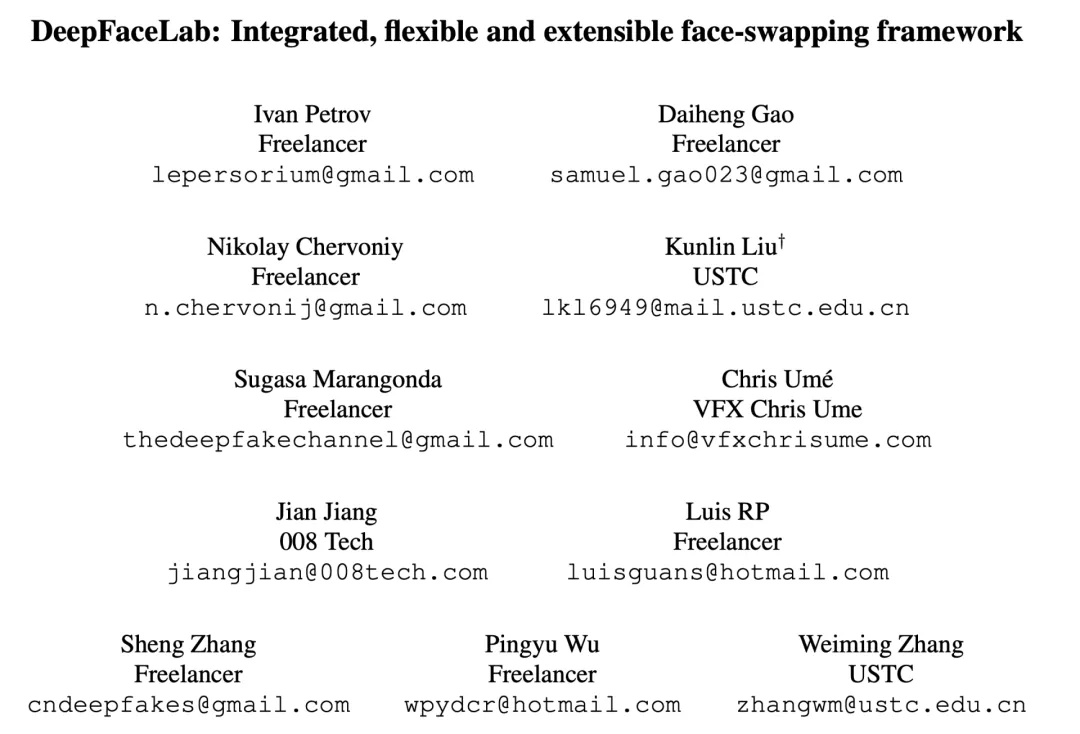 DeepFaceLab: Integrated, flexible and extensible face-swapping framework
Ivan Petrov
Freelancer
lepersorium@gmail.com
Daiheng Gao
Freelancer
samuel.gao023@gmail.com
Nikolay Chervoniy
Freelancer
n.chervonij@gmail.com
Kunlin Liu†
USTC
lkl6949@mail.ustc.edu.cn
Sugasa Marangonda
Freelancer
thedeepfakechannel@gmail.com
Chris Umé
VFX Chris Ume
info@vfxchrisume.com
Jian Jiang
008 Tech
jiangjian@008tech.com
Luis RP
Freelancer
luisguans@hotmail.com
Sheng Zhang
Freelancer
cndeepfakes@gmail.com
Pingyu Wu
Freelancer
wpydcr@hotmail.com
Weiming Zhang
USTC
zhangwm@ustc.edu.cn